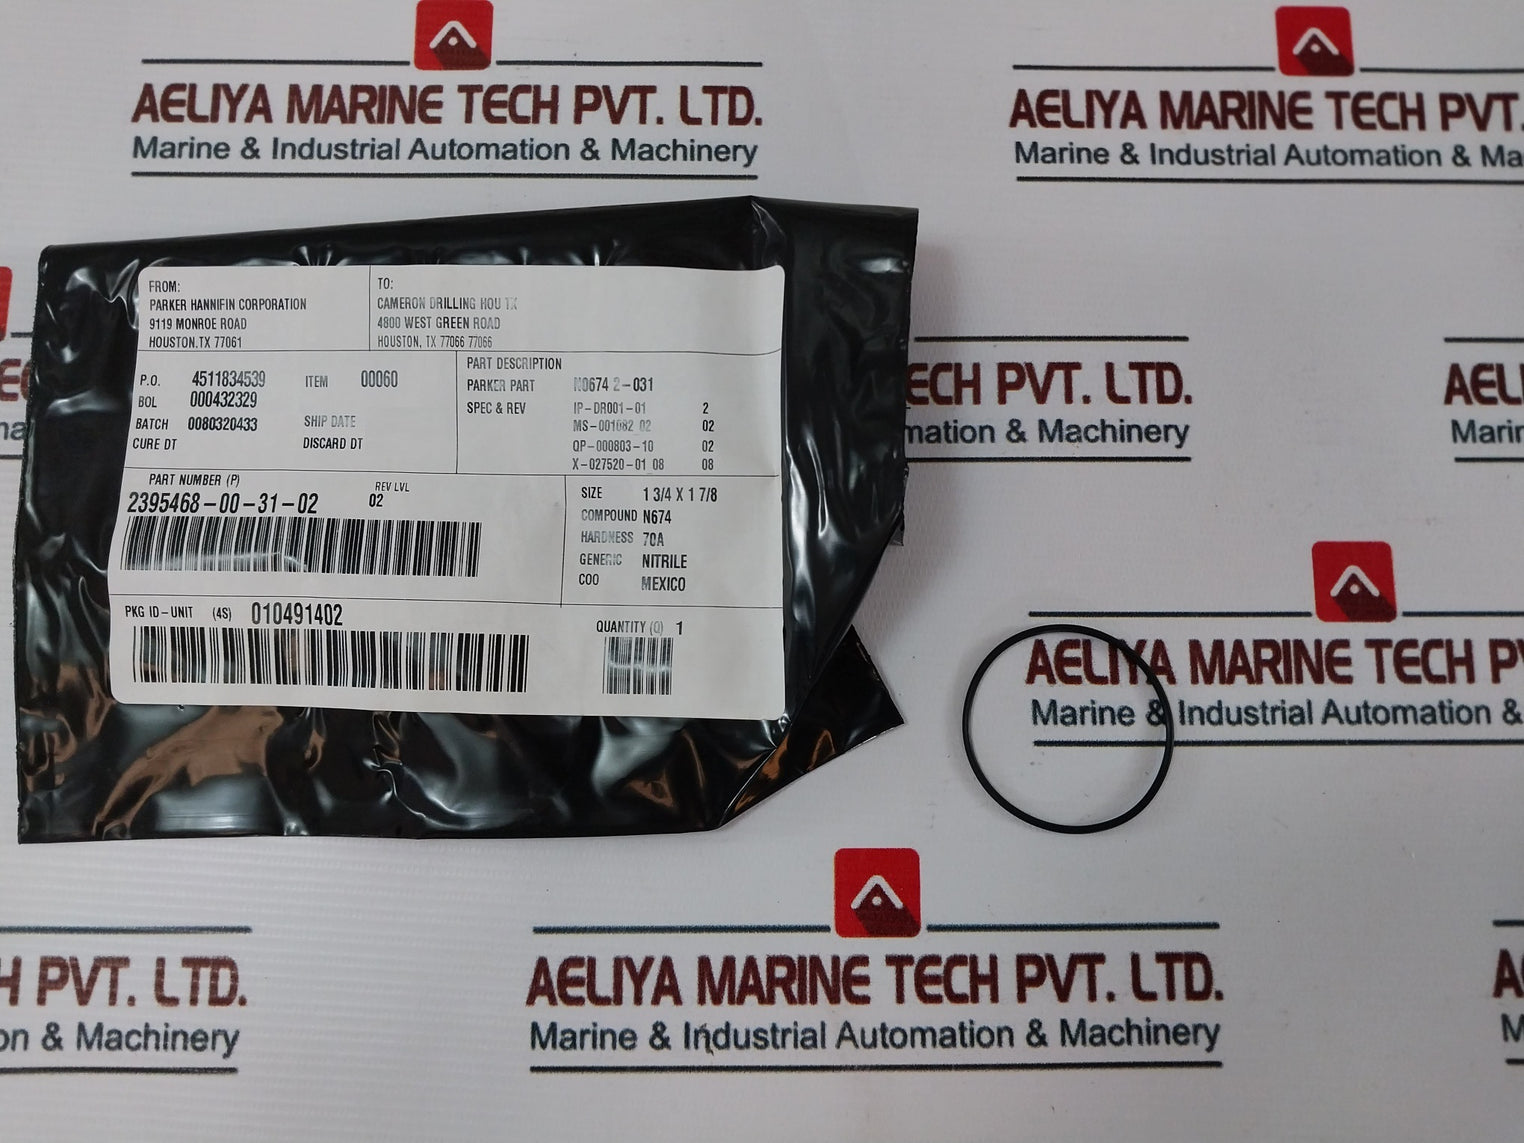 AELIYA MARINE TECH PVT. LTD.
Marine & Industrial Automation & Machinery
AELIYA MARINE TECH PVT.
Marine & Industrial Automation & Ma
FROM:
PARKER HANNIFIN CORPORATION
9119 MONROE ROAD
HOUSTON.TX 77061
TO:
CAMERON DRILLING HOU TX
4800 WEST GREEN ROAD
HOUSTON, TX 77066 77066
P.O. 4511834539 ITEM 00060
BOL 000432329
BATCH 0080320433 SHIP DATE
CURE DT DISCARD DT
PART DESCRIPTION
PARKER PART N0674 2-031
SPEC & REV IP-DR001-01 2
MS-001682 02 02
QP-000803-10 02
X-027520-01 08 08
PART NUMBER (P) REV LVL
2395468-00-31-02 02
SIZE 1 3/4 X 1 7/8
COMPOUND N674
HARDNESS 70A
GENERIC NITRILE
COO MEXICO
PKG ID-UNIT (4S) 010491402
QUANTITY (Q) 1
ECH PVT. LTD.
mation & Machinery
AEL
Marin
AELIYA MARINE TECH PV
Marine & Industrial Automation &
H PVT. LTD.
on & Machinery
AELIYA MARINE TECH PVT. LTD.
Marine & Industrial Automation & Machinery
A
M